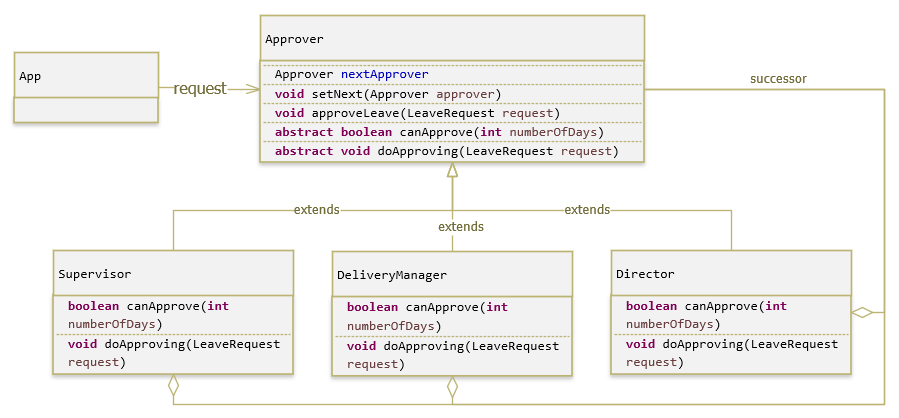 Approver
App
Approver nextApprover
successor
request
void setNext(Approver approver)
void approveLeave(LeaveRequest request)
abstract boolean canApprove(int numberOfDays)
abstract void doApproving(LeaveRequest request)
extends
extends
extends
Supervisor
boolean canApprove(int
numberOfDays)
void doApproving(LeaveRequest
request)
DeliveryManager
boolean canApprove(int
numberOfDays)
void doApproving(LeaveRequest
request)
Director
boolean canApprove(int
numberOfDays)
void doApproving(LeaveRequest
request)